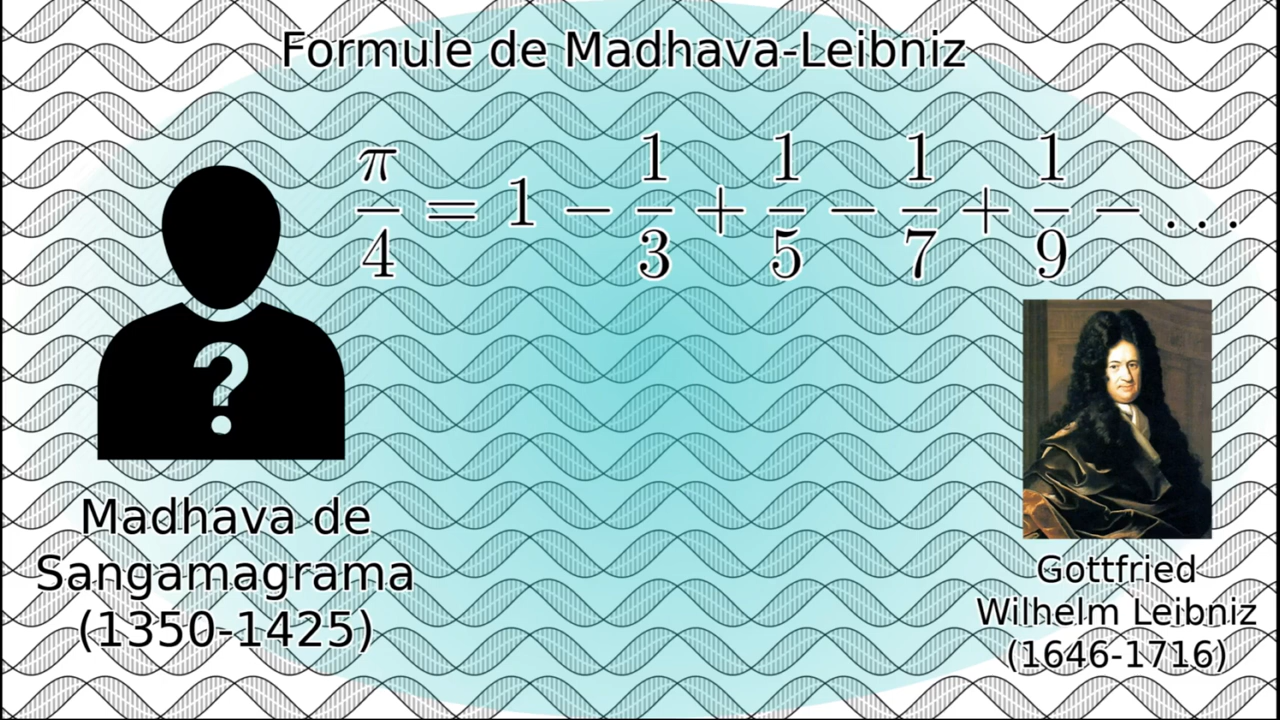 Formule de Madhava-Leibniz
π/4 = 1 − 1/3 + 1/5 − 1/7 + 1/9 − ...
?
Madhava de
Sangamagrama
(1350-1425)
Gottfried
Wilhelm Leibniz
(1646-1716)